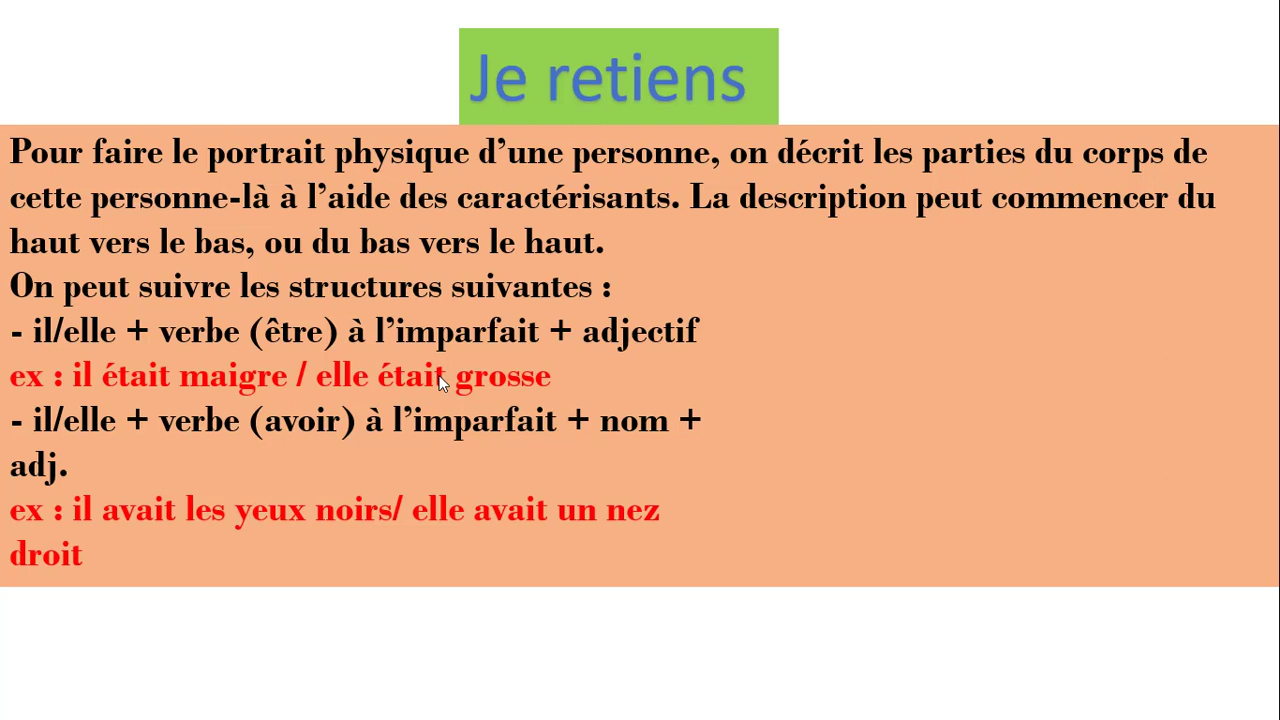 Je retiens
Pour faire le portrait physique d’une personne, on décrit les parties du corps de
cette personne-là à l’aide des caractérisants. La description peut commencer du
haut vers le bas, ou du bas vers le haut.
On peut suivre les structures suivantes :
- il/elle + verbe (être) à l’imparfait + adjectif
ex : il était maigre / elle était grosse
- il/elle + verbe (avoir) à l’imparfait + nom +
adj.
ex : il avait les yeux noirs/ elle avait un nez
droit